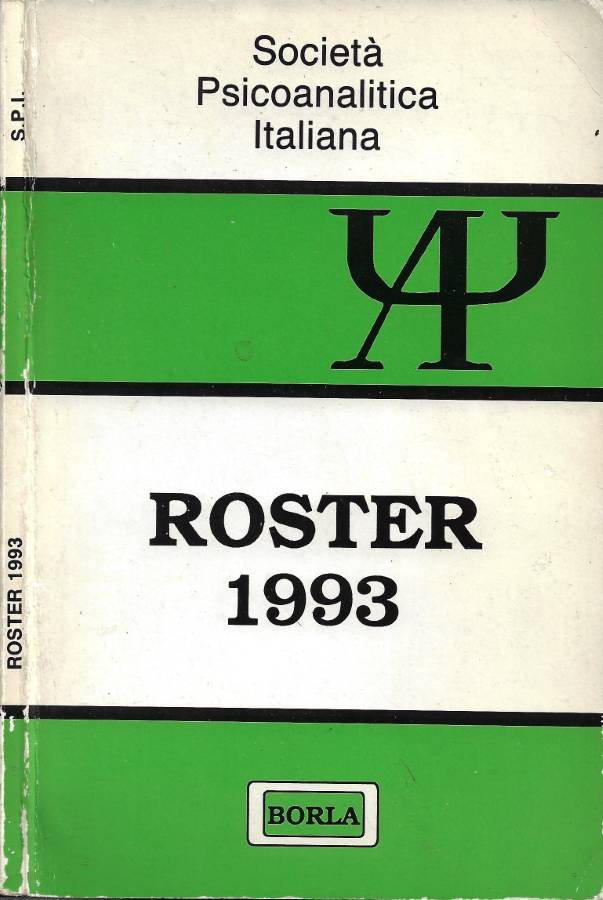 Società
Psicoanalitica
Italiana
ROSTER
1993
BORLA
S.P.I.
ROSTER 1993